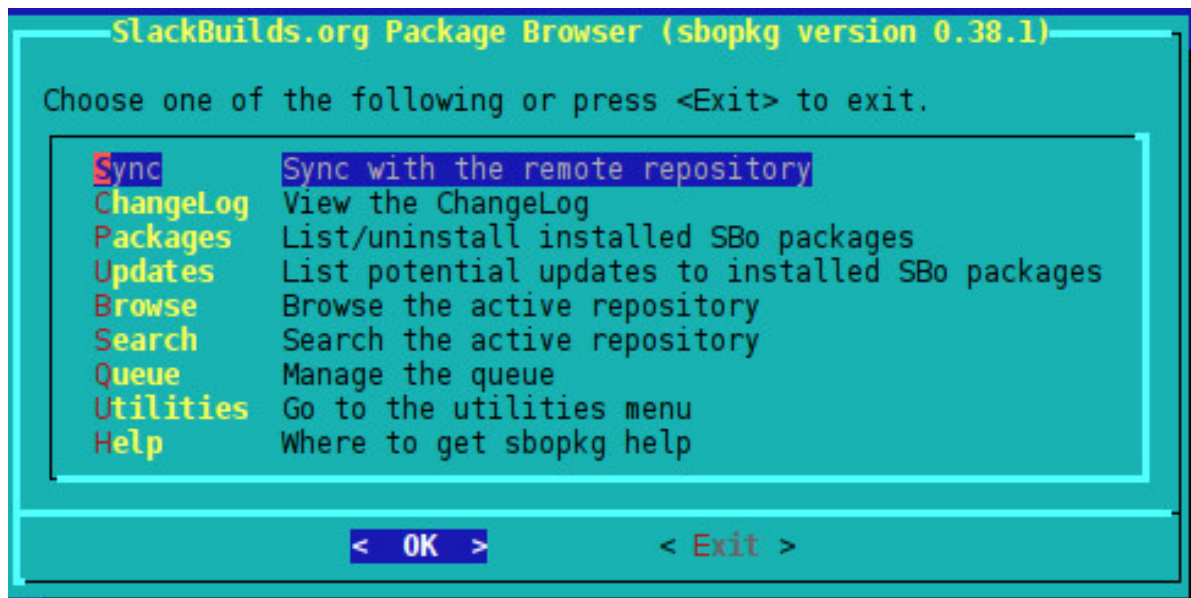 SlackBuilds.org Package Browser (sbopkg version 0.38.1)
Choose one of the following or press <Exit> to exit.
Sync Sync with the remote repository
ChangeLog View the ChangeLog
Packages List/uninstall installed SBo packages
Updates List potential updates to installed SBo packages
Browse Browse the active repository
Search Search the active repository
Queue Manage the queue
Utilities Go to the utilities menu
Help Where to get sbopkg help
< OK > < Exit >